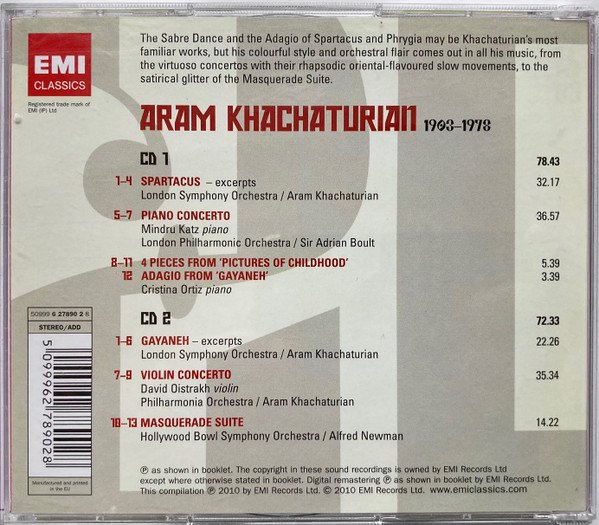 The Sabre Dance and the Adagio of Spartacus and Phrygia may be Khachaturian's most
familiar works, but his colourful style and orchestral flair comes out in all his music, from
the virtuoso concertos with their rhapsodic oriental-flavoured slow movements, to the
satirical glitter of the Masquerade Suite.
EMI
CLASSICS
Registered trade mark of
EMI (IP) Ltd
ARAM KHACHATURIAN 1903–1978
CD 1 78.43
1–4 SPARTACUS – excerpts 32.17
London Symphony Orchestra / Aram Khachaturian
5–7 PIANO CONCERTO 36.57
Mindru Katz piano
London Philharmonic Orchestra / Sir Adrian Boult
8–11 4 PIECES FROM 'PICTURES OF CHILDHOOD' 5.39
12 ADAGIO FROM 'GAYANEH' 3.39
Cristina Ortiz piano
CD 2 72.33
1–6 GAYANEH – excerpts 22.26
London Symphony Orchestra / Aram Khachaturian
7–9 VIOLIN CONCERTO 35.34
David Oistrakh violin
Philharmonia Orchestra / Aram Khachaturian
10–13 MASQUERADE SUITE 14.22
Hollywood Bowl Symphony Orchestra / Alfred Newman
50999 6 27890 2 8
STEREO/ADD
5 099962 789028
Manufactured and printed
in the EU
℗ as shown in booklet. The copyright in these sound recordings is owned by EMI Records Ltd
except where otherwise stated in booklet. Digital remastering ℗ as shown in booklet.
This compilation ℗ 2010 by EMI Records Ltd. © 2010 EMI Records Ltd. www.emiclassics.com